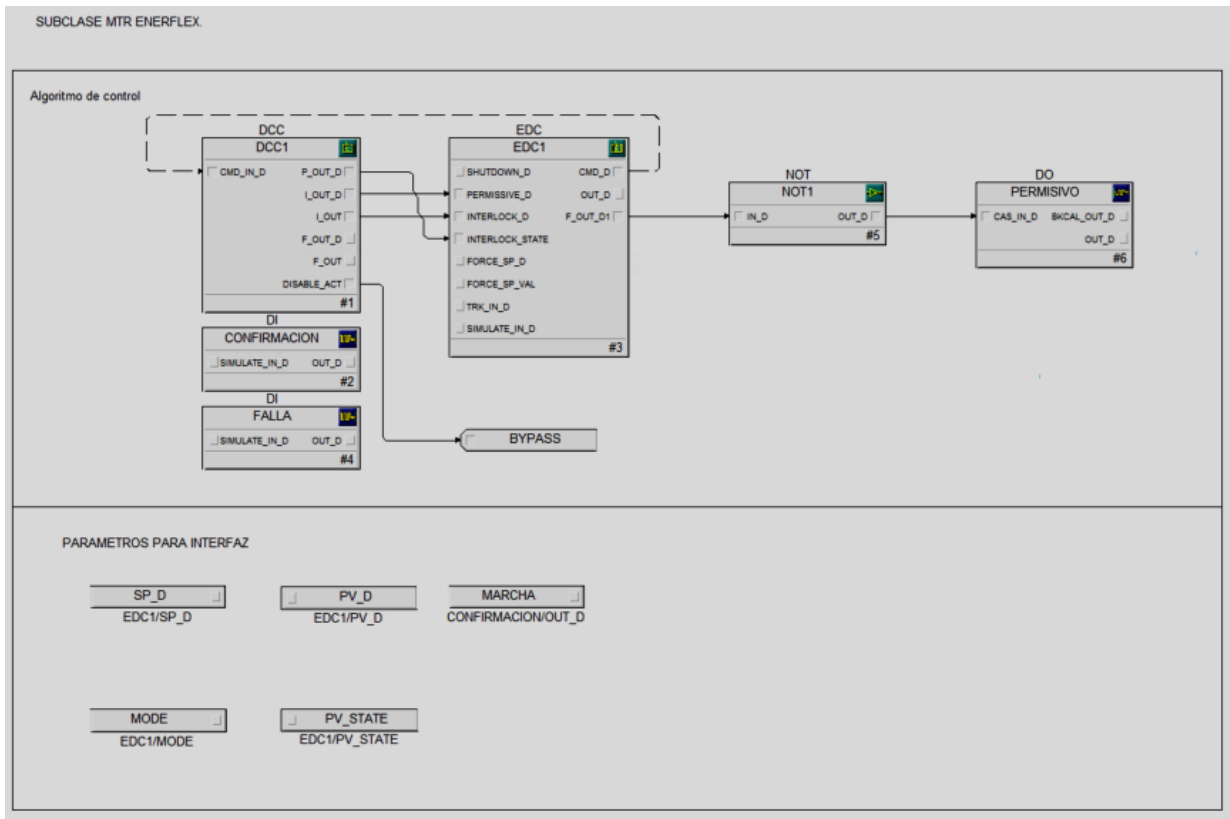 SUBCLASE MTR ENERFLEX.
Algoritmo de control
DCC
DCC1
CMD_IN_D
P_OUT_D
I_OUT_D
I_OUT
F_OUT_D
F_OUT
DISABLE_ACT
#1
DI
CONFIRMACION
SIMULATE_IN_D OUT_D
#2
DI
FALLA
SIMULATE_IN_D OUT_D
#4
EDC
EDC1
SHUTDOWN_D CMD_D
PERMISSIVE_D OUT_D
INTERLOCK_D F_OUT_D1
INTERLOCK_STATE
FORCE_SP_D
FORCE_SP_VAL
TRK_IN_D
SIMULATE_IN_D
#3
BYPASS
NOT
NOT1
IN_D OUT_D
#5
DO
PERMISIVO
CAS_IN_D BKCAL_OUT_D
OUT_D
#6
PARAMETROS PARA INTERFAZ
SP_D
EDC1/SP_D
PV_D
EDC1/PV_D
MARCHA
CONFIRMACION/OUT_D
MODE
EDC1/MODE
PV_STATE
EDC1/PV_STATE